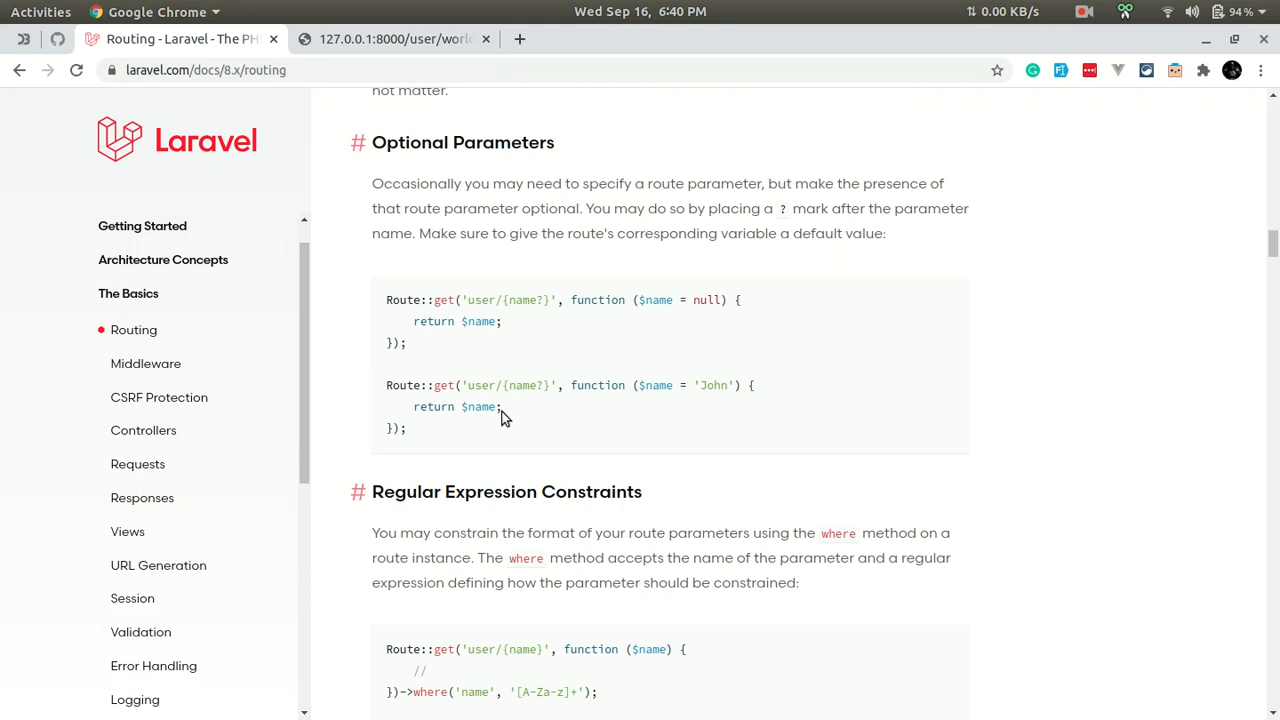 Activities Google Chrome Wed Sep 16, 6:40 PM 0.00 KB/s 94 %
Routing - Laravel - The PH 127.0.0.1:8000/user/worl
laravel.com/docs/8.x/routing
not matter.
Laravel
Getting Started
Architecture Concepts
The Basics
Routing
Middleware
CSRF Protection
Controllers
Requests
Responses
Views
URL Generation
Session
Validation
Error Handling
Logging
# Optional Parameters
Occasionally you may need to specify a route parameter, but make the presence of
that route parameter optional. You may do so by placing a ? mark after the parameter
name. Make sure to give the route's corresponding variable a default value:
Route::get('user/{name?}', function ($name = null) {
return $name;
});
Route::get('user/{name?}', function ($name = 'John') {
return $name;
});
# Regular Expression Constraints
You may constrain the format of your route parameters using the where method on a
route instance. The where method accepts the name of the parameter and a regular
expression defining how the parameter should be constrained:
Route::get('user/{name}', function ($name) {
//
})->where('name', '[A-Za-z]+');